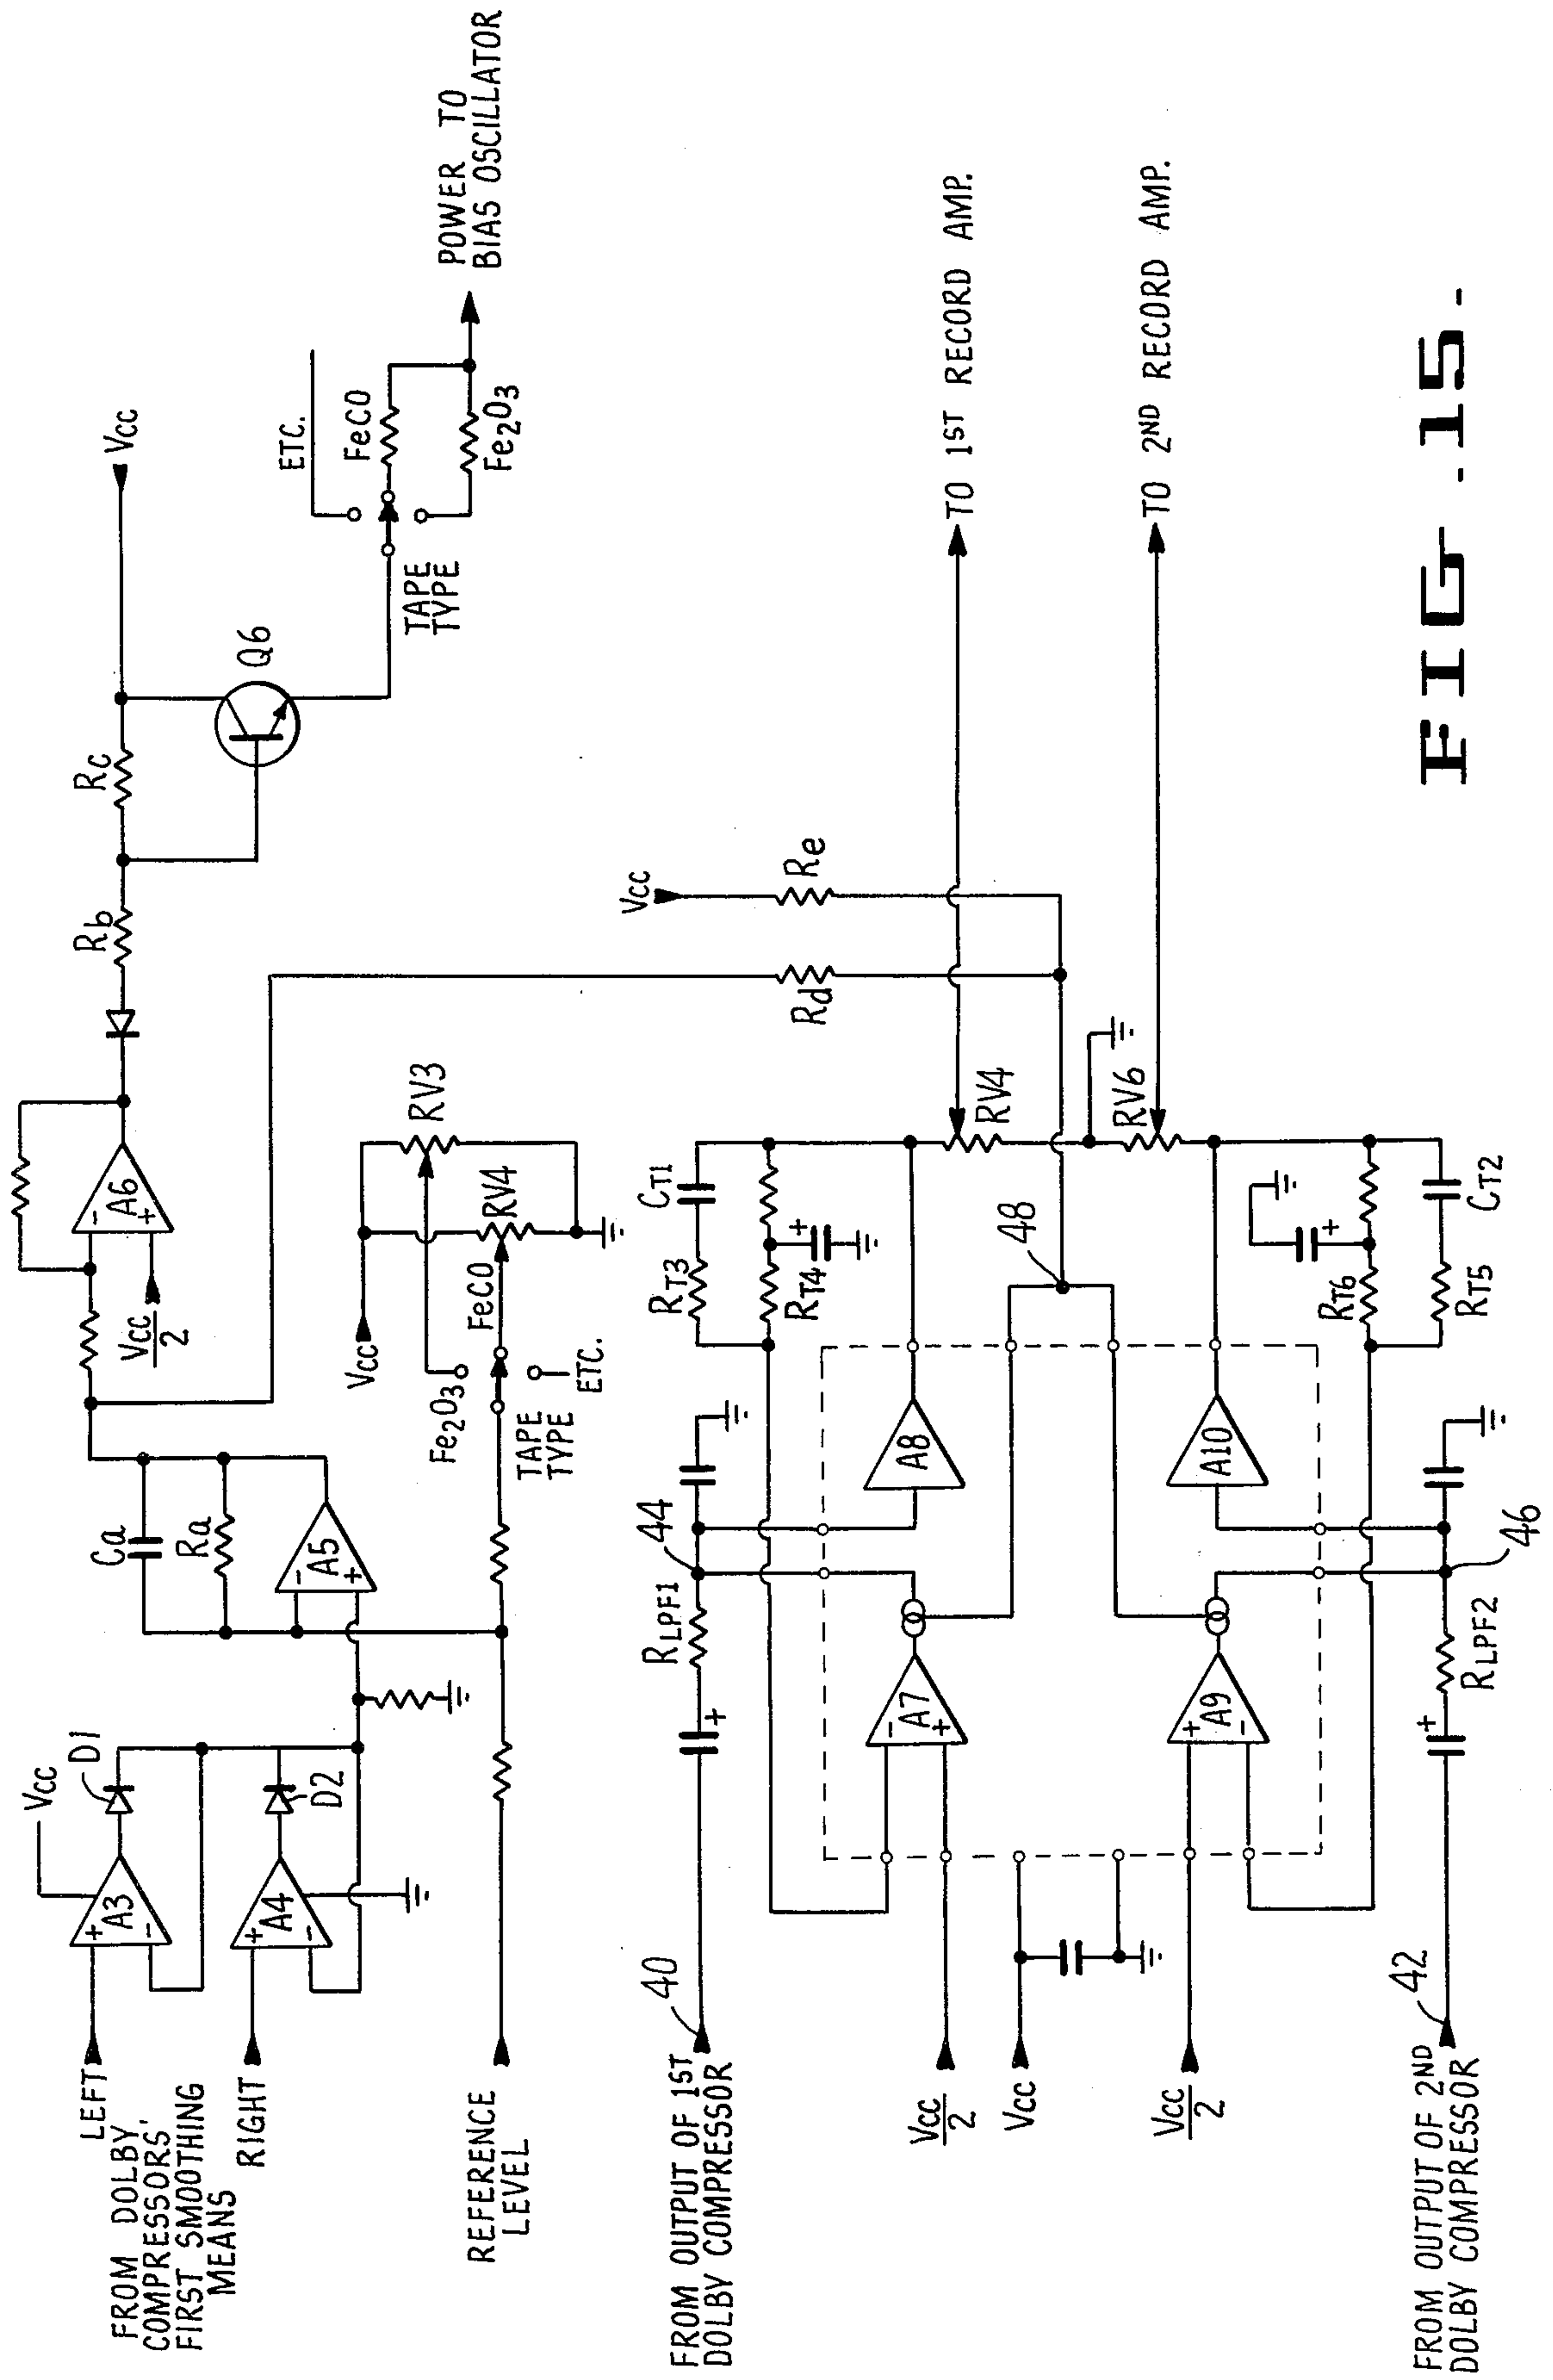 FROM DOLBY
COMPRESSORS'
FIRST SMOOTHING
MEANS
LEFT
RIGHT
Vcc
A3
+
-
D1
A4
+
-
D2
REFERENCE
LEVEL
Ca
Ra
A5
-
+
Vcc
2
A6
-
+
Rb
Rc
Vcc
Q6
TAPE
TYPE
ETC.
FeCO
Fe2O3
POWER TO
BIAS OSCILLATOR
Vcc
RV3
RV4
Fe2O3
FeCO
TAPE
TYPE
ETC.
Rd
Vcc
Re
FROM OUTPUT OF 1ST
DOLBY COMPRESSOR
40
+
RLPF1
44
RT3
CT1
RT4
+
A7
-
+
A8
48
RV4
TO 1ST RECORD AMP.
Vcc
2
Vcc
Vcc
2
A9
+
-
A10
RV6
TO 2ND RECORD AMP.
+
RT6
RT5
CT2
FROM OUTPUT OF 2ND
DOLBY COMPRESSOR
42
+
RLPF2
46
FIG_15_